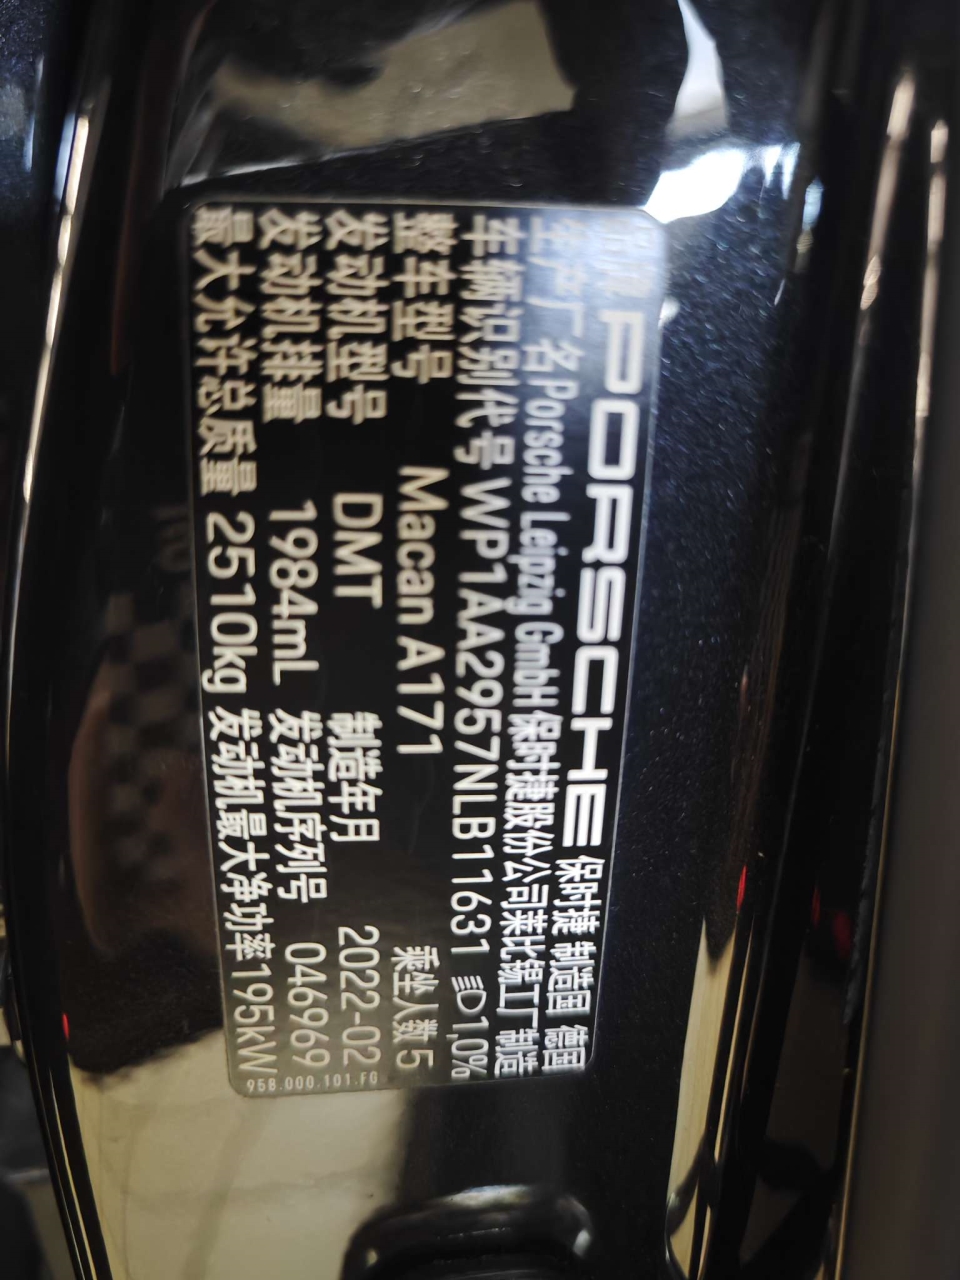 品牌 PORSCHE 保时捷 制造国 德国
生产厂名 Porsche Leipzig GmbH 保时捷股份公司莱比锡工厂 制造
车辆识别代号 WP1AA2957NLB11631 1,0%
整车型号 Macan A171 乘坐人数 5
发动机型号 DMT 制造年月 2022-02
发动机排量 1984mL 发动机序列号 046969
最大允许总质量 2510kg 发动机最大净功率 195kW
958.000.101.FG